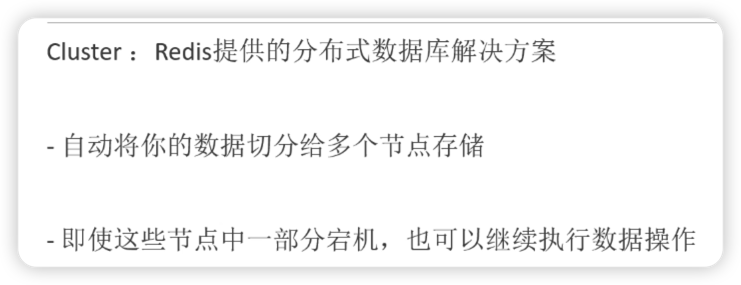 Cluster ：Redis提供的分布式数据库解决方案
- 自动将你的数据切分给多个节点存储
- 即使这些节点中一部分宕机，也可以继续执行数据操作